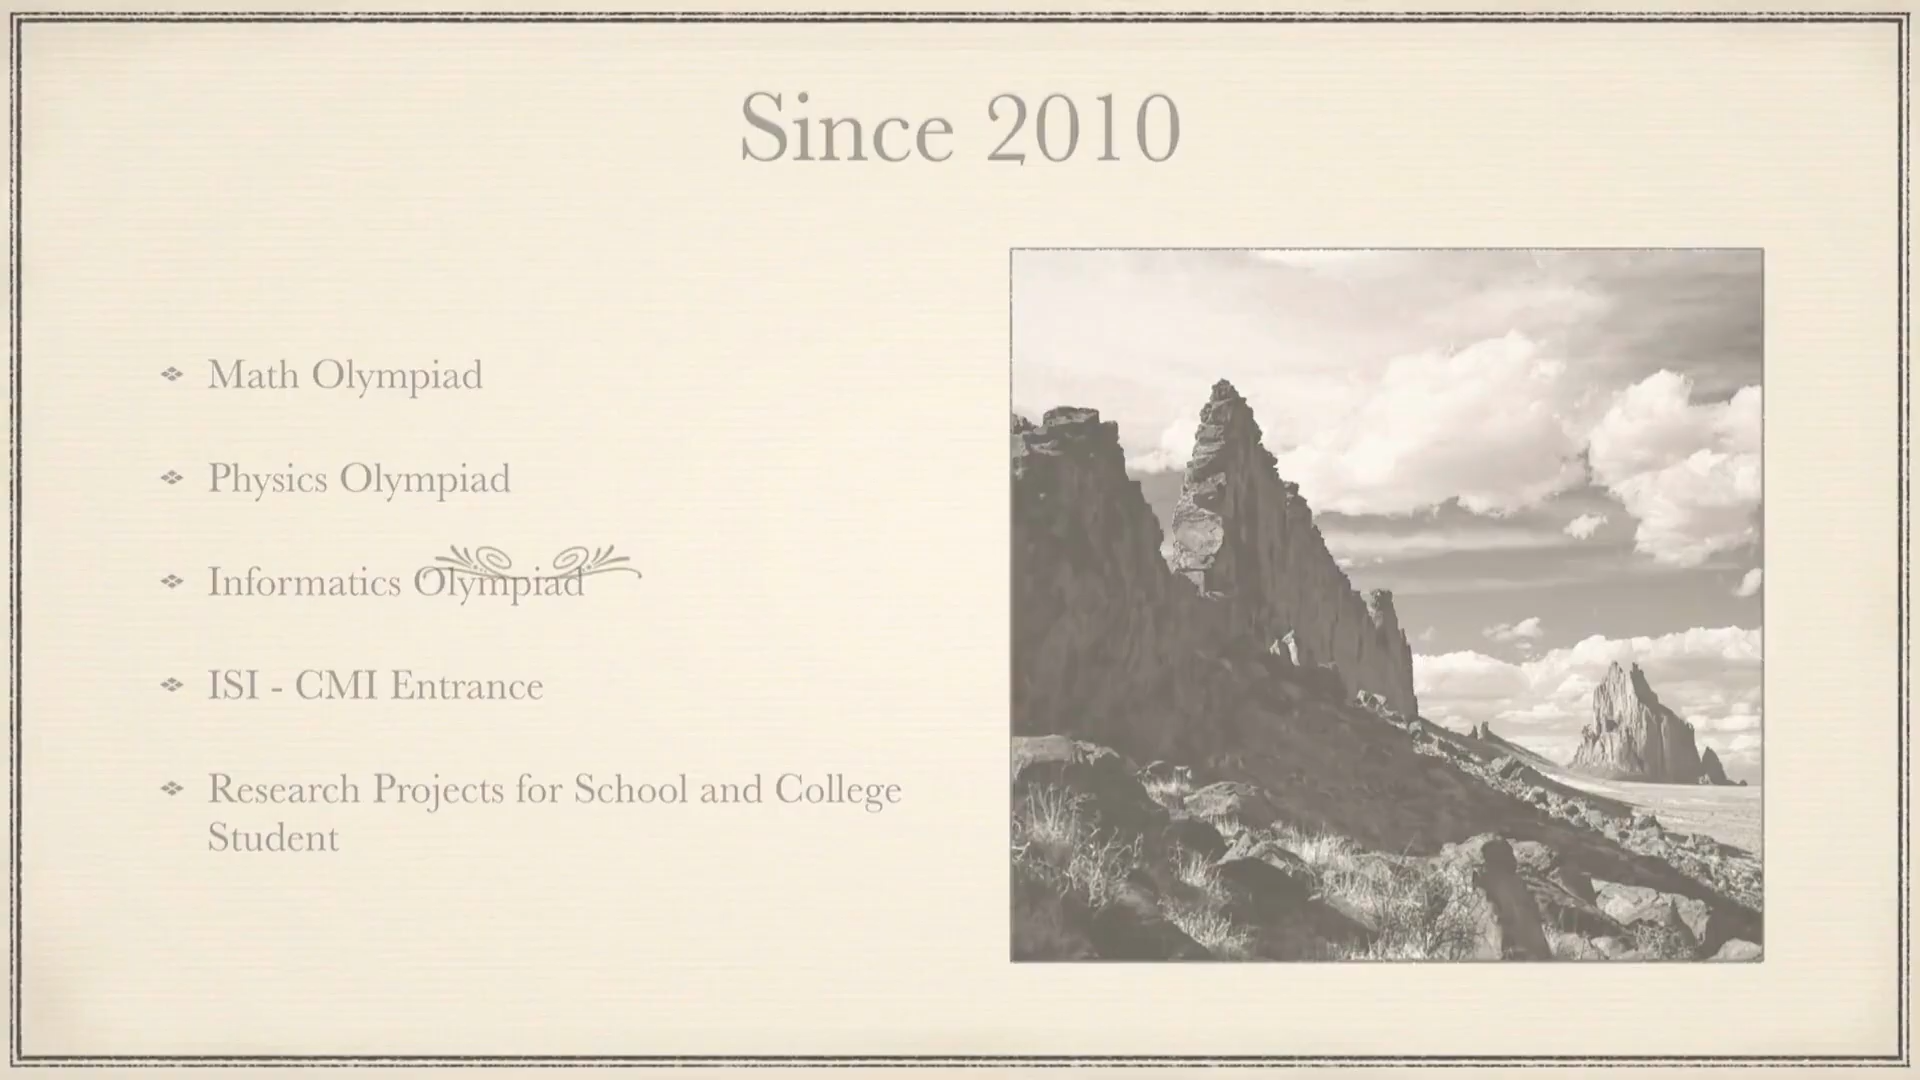 Since 2010
Math Olympiad
Physics Olympiad
Informatics Olympiad
ISI - CMI Entrance
Research Projects for School and College
Student